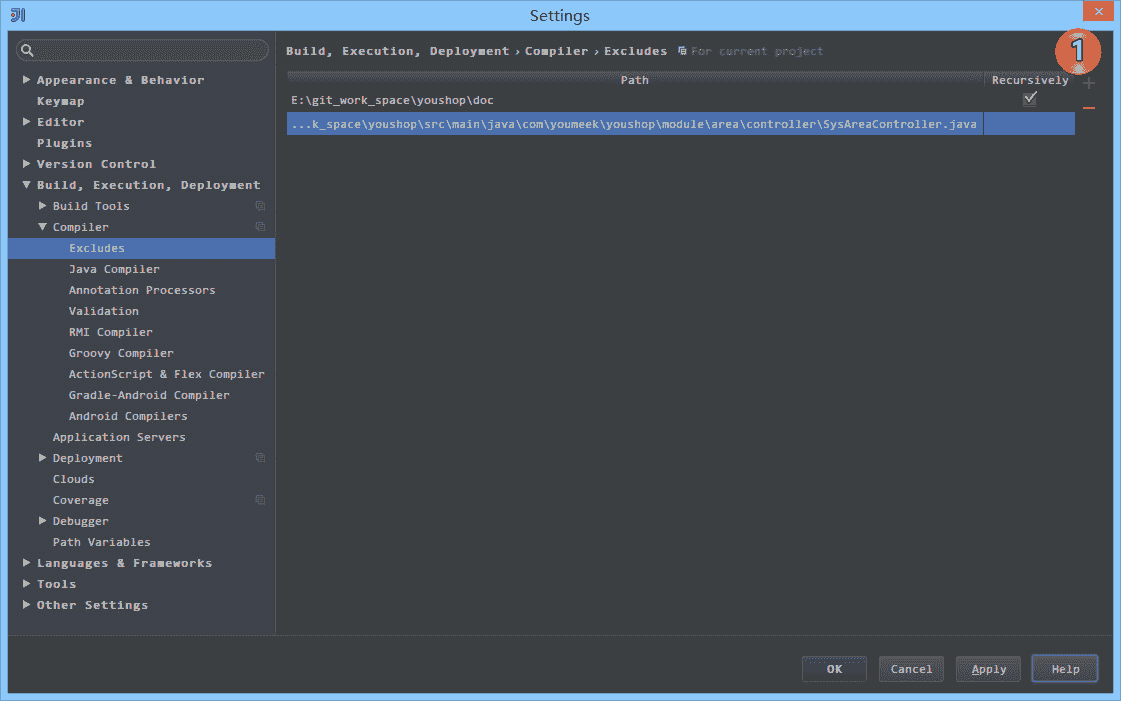 Settings
Build, Execution, Deployment › Compiler › Excludes For current project
1
Path Recursively
E:\git_work_space\youshop\doc
...k_space\youshop\src\main\java\com\youmeek\youshop\module\area\controller\SysAreaController.java
Appearance & Behavior
Keymap
Editor
Plugins
Version Control
Build, Execution, Deployment
Build Tools
Compiler
Excludes
Java Compiler
Annotation Processors
Validation
RMI Compiler
Groovy Compiler
ActionScript & Flex Compiler
Gradle-Android Compiler
Android Compilers
Application Servers
Deployment
Clouds
Coverage
Debugger
Path Variables
Languages & Frameworks
Tools
Other Settings
OK Cancel Apply Help